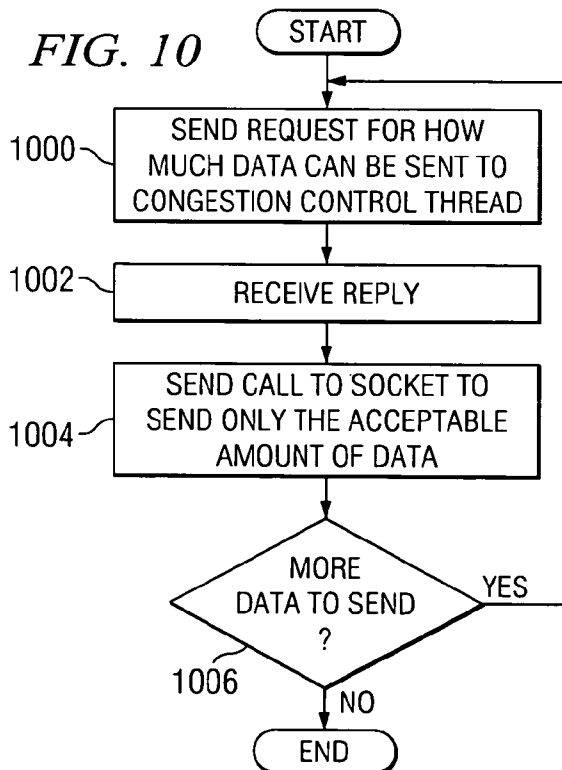 FIG. 10
START
1000
SEND REQUEST FOR HOW
MUCH DATA CAN BE SENT TO
CONGESTION CONTROL THREAD
1002
RECEIVE REPLY
1004
SEND CALL TO SOCKET TO
SEND ONLY THE ACCEPTABLE
AMOUNT OF DATA
MORE
DATA TO SEND
?
YES
1006
NO
END